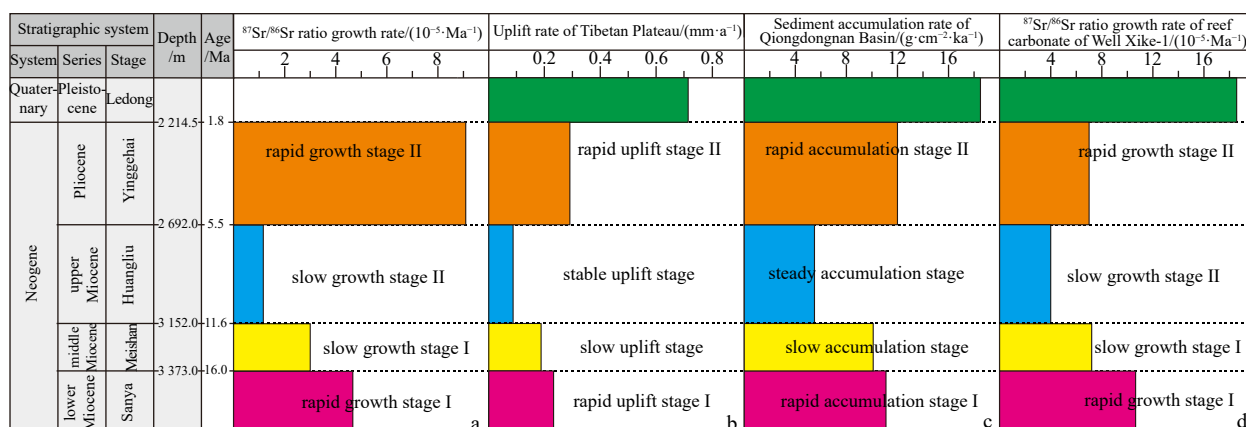 Stratigraphic system
System
Series
Stage
Depth
/m
Age
/Ma
⁸⁷Sr/⁸⁶Sr ratio growth rate/(10⁻⁵·Ma⁻¹)
2
4
6
8
Uplift rate of Tibetan Plateau/(mm·a⁻¹)
0.2
0.4
0.6
0.8
Sediment accumulation rate of
Qiongdongnan Basin/(g·cm⁻²·ka⁻¹)
4
8
12
16
⁸⁷Sr/⁸⁶Sr ratio growth rate of reef
carbonate of Well Xike-1/(10⁻⁵·Ma⁻¹)
4
8
12
16
Quater-
nary
Pleisto-
cene
Ledong
2 214.5
1.8
Neogene
Pliocene
Yinggehai
rapid growth stage II
rapid uplift stage II
rapid accumulation stage II
rapid growth stage II
2 692.0
5.5
upper
Miocene
Huangliu
slow growth stage II
stable uplift stage
steady accumulation stage
slow growth stage II
3 152.0
11.6
middle
Miocene
Meishan
slow growth stage I
slow uplift stage
slow accumulation stage
slow growth stage I
3 373.0
16.0
lower
Miocene
Sanya
rapid growth stage I
a
rapid uplift stage I
b
rapid accumulation stage I
c
rapid growth stage I
d